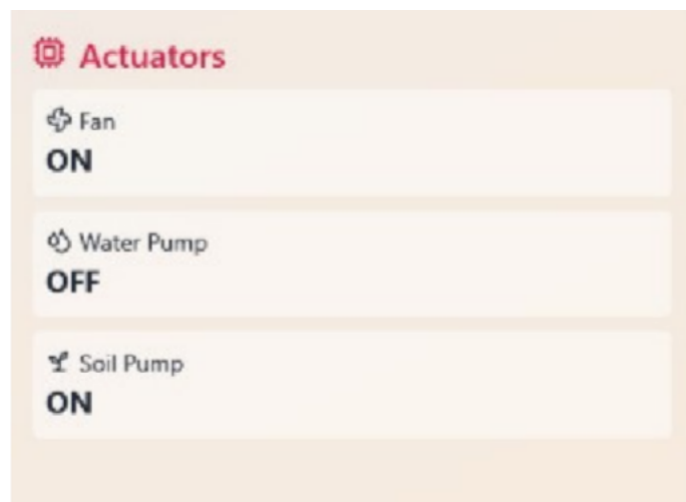 Actuators
Fan
ON
Water Pump
OFF
Soil Pump
ON